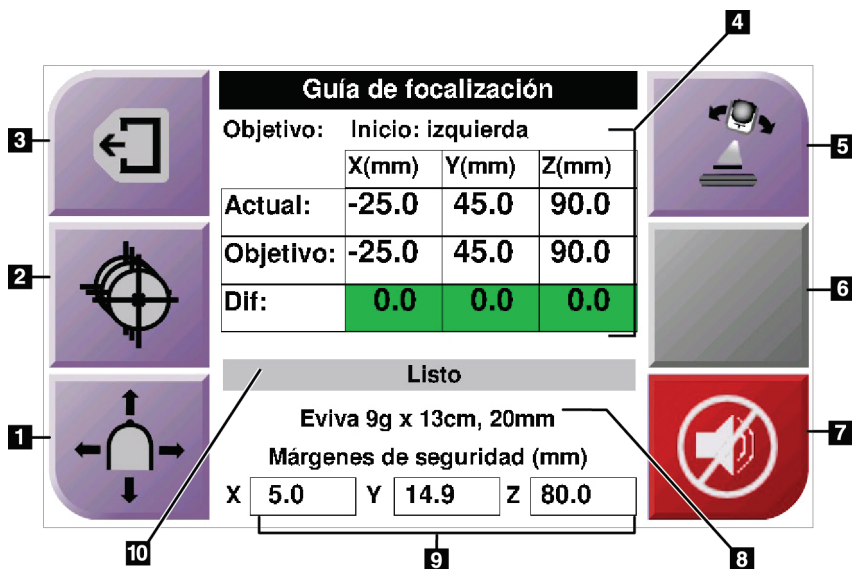 4
Guía de focalización
3
Objetivo: Inicio: izquierda
5
X(mm) Y(mm) Z(mm)
Actual: -25.0 45.0 90.0
2
Objetivo: -25.0 45.0 90.0
6
Dif: 0.0 0.0 0.0
Listo
Eviva 9g x 13cm, 20mm
1
7
Márgenes de seguridad (mm)
X 5.0 Y 14.9 Z 80.0
10
9
8